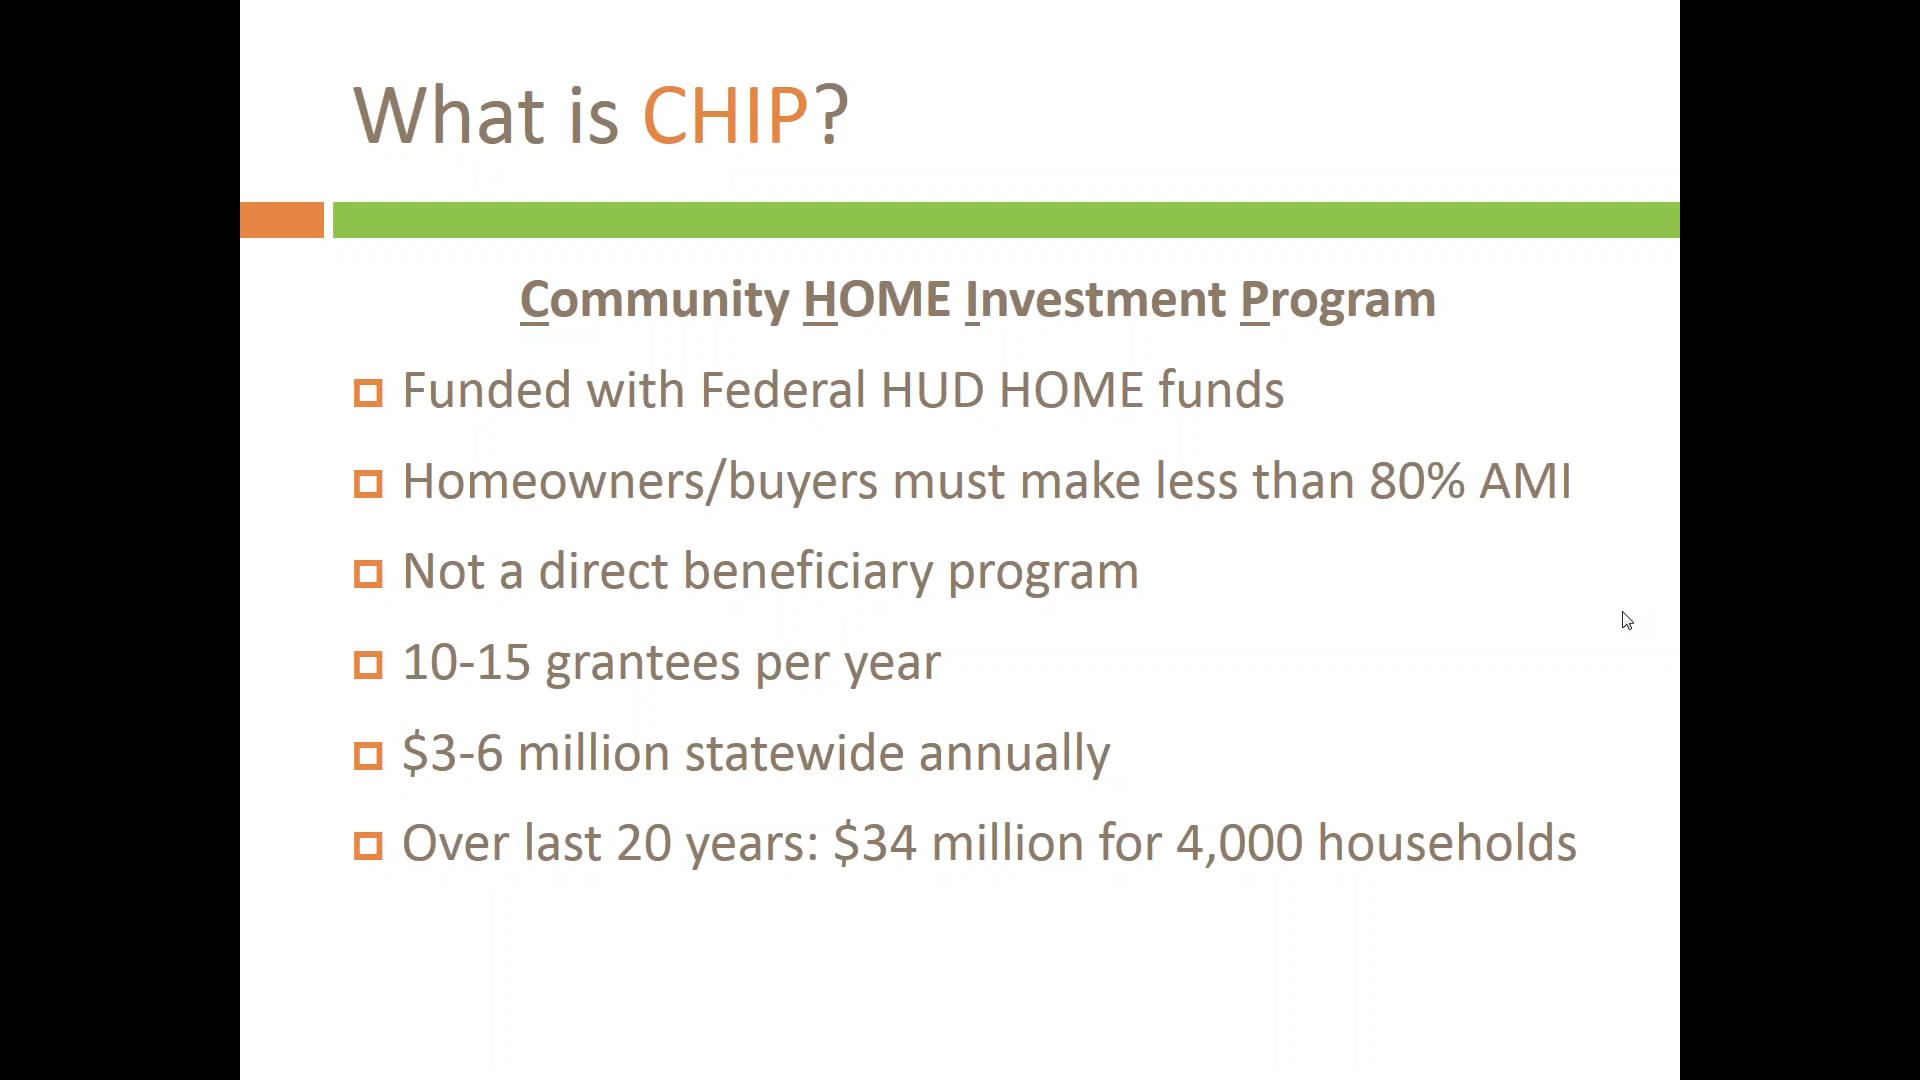 What is CHIP?
Community HOME Investment Program
Funded with Federal HUD HOME funds
Homeowners/buyers must make less than 80% AMI
Not a direct beneficiary program
10-15 grantees per year
$3-6 million statewide annually
Over last 20 years: $34 million for 4,000 households